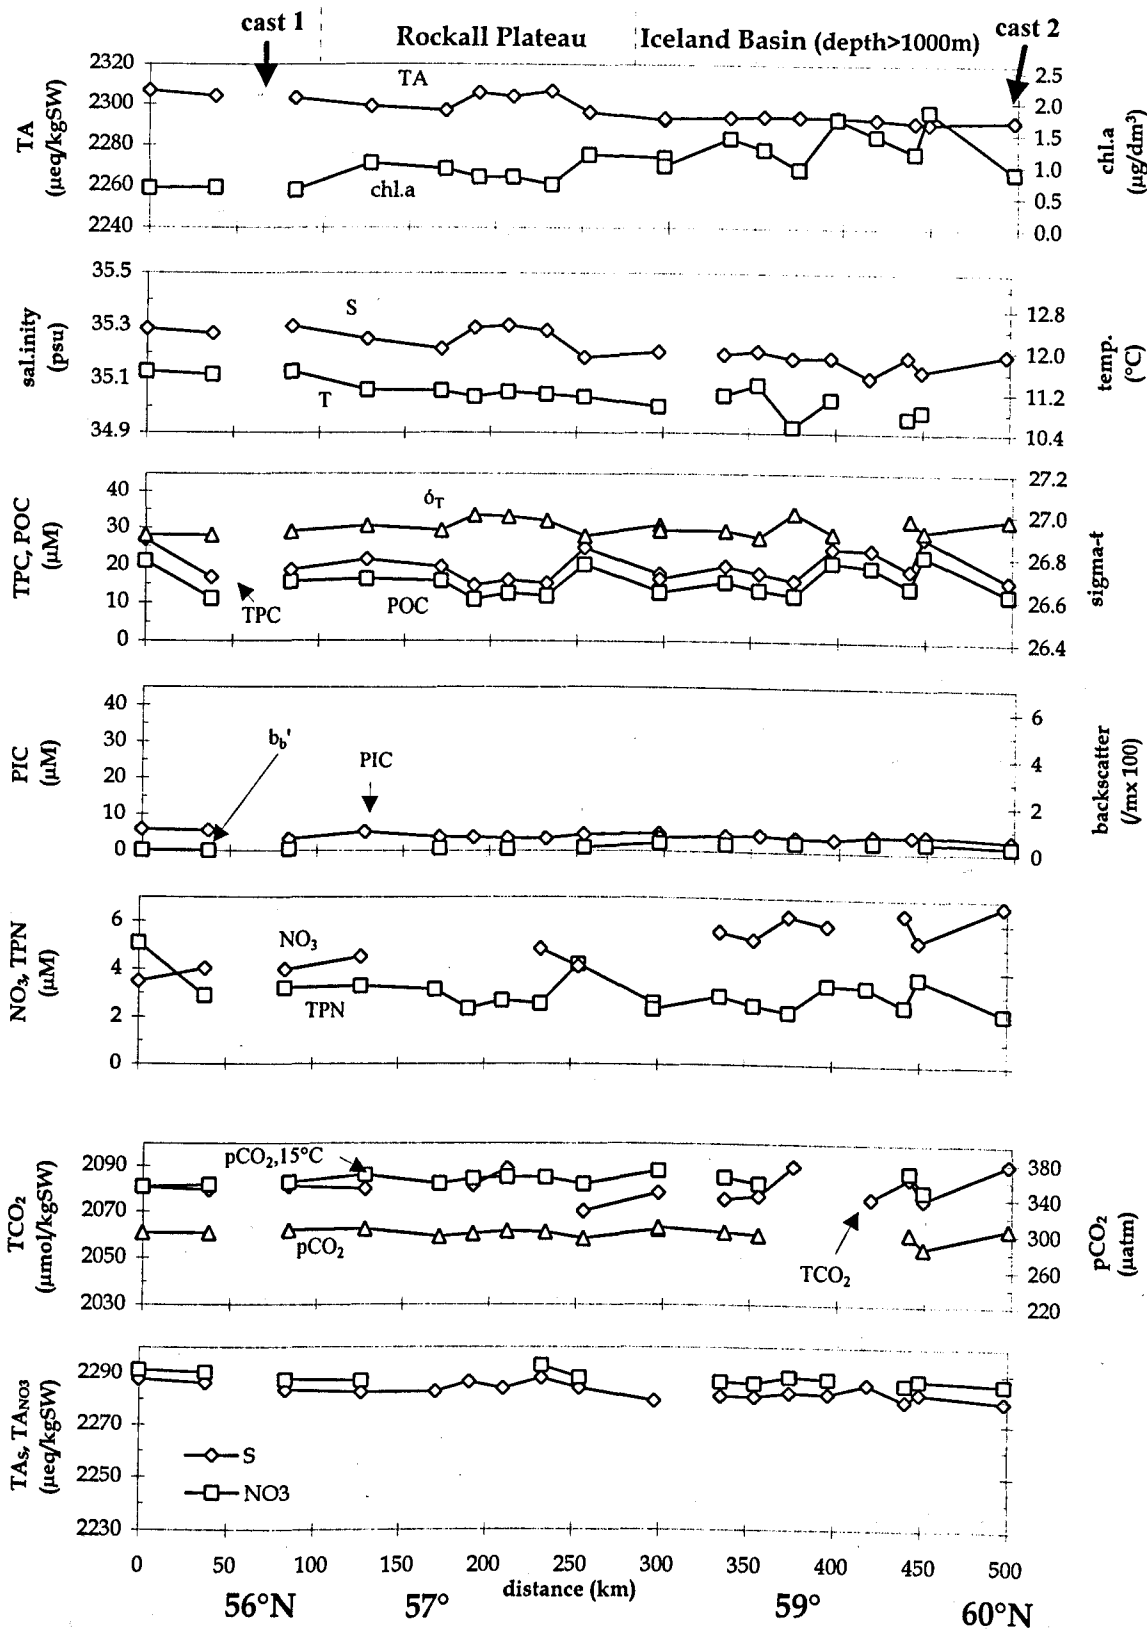 cast 1
Rockall Plateau
Iceland Basin (depth>1000m)
cast 2
TA
(μeq/kgSW)
2320
2300
2280
2260
2240
TA
chl.a
2.5
2.0
1.5
1.0
0.5
0.0
chl.a
(μg/dm³)
sal.inity
(psu)
35.5
35.3
35.1
34.9
S
T
12.8
12.0
11.2
10.4
temp.
(°C)
TPC, POC
(μM)
40
30
20
10
0
óT
TPC
POC
27.2
27.0
26.8
26.6
26.4
sigma-t
PIC
(μM)
40
30
20
10
0
bb'
PIC
6
4
2
0
backscatter
(/mx 100)
NO₃, TPN
(μM)
6
4
2
0
NO₃
TPN
TCO₂
(μmol/kgSW)
2090
2070
2050
2030
pCO₂,15°C
pCO₂
TCO₂
380
340
300
260
220
pCO₂
(μatm)
TAs, TANO3
(μeq/kgSW)
2290
2270
2250
2230
S
NO3
0 50 100 150 200 250 300 350 400 450 500
distance (km)
56°N 57° 59° 60°N